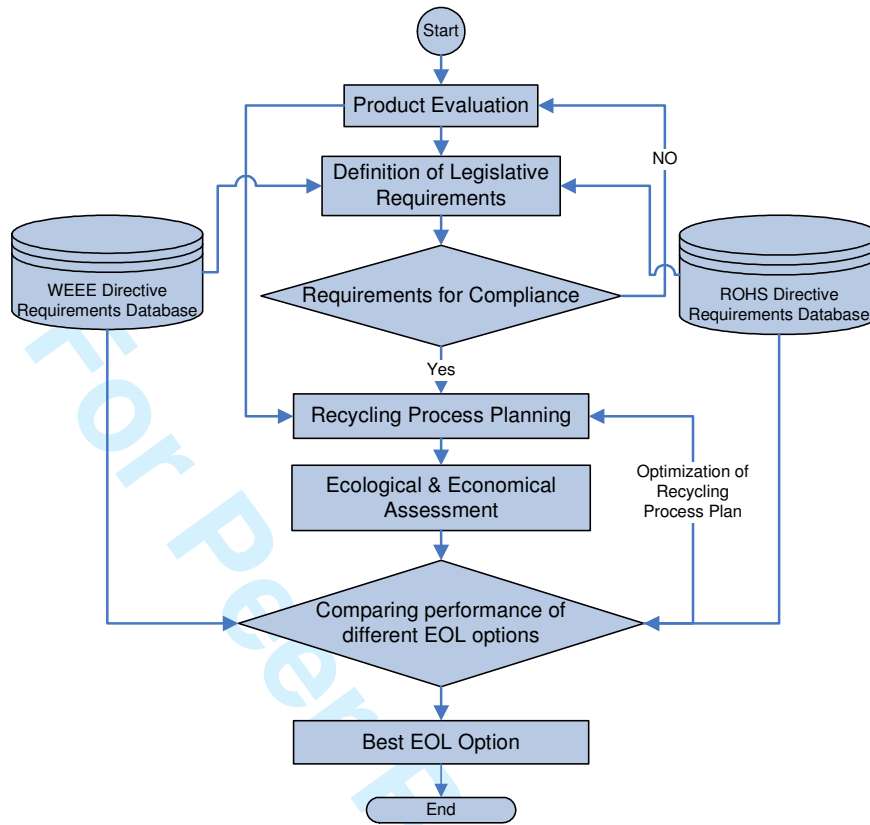 Start
Product Evaluation
NO
Definition of Legislative
Requirements
WEEE Directive
Requirements Database
Requirements for Compliance
ROHS Directive
Requirements Database
Yes
Recycling Process Planning
Optimization of
Recycling
Process Plan
Ecological & Economical
Assessment
Comparing performance of
different EOL options
Best EOL Option
End
For Peer